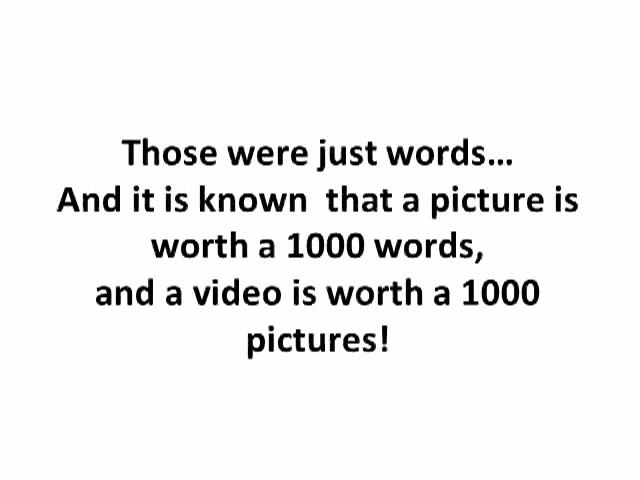 Those were just words…
And it is known  that a picture is
worth a 1000 words,
and a video is worth a 1000
pictures!